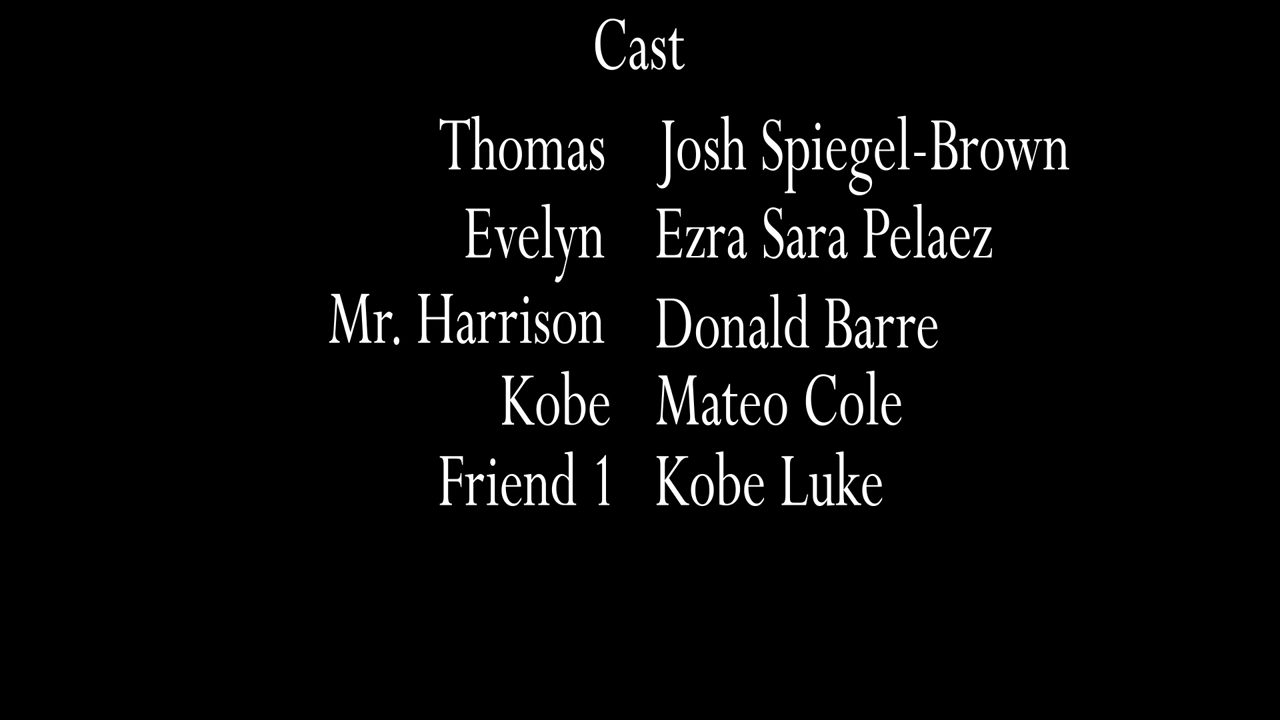 Cast
Thomas Josh Spiegel-Brown
Evelyn Ezra Sara Pelaez
Mr. Harrison Donald Barre
Kobe Mateo Cole
Friend 1 Kobe Luke